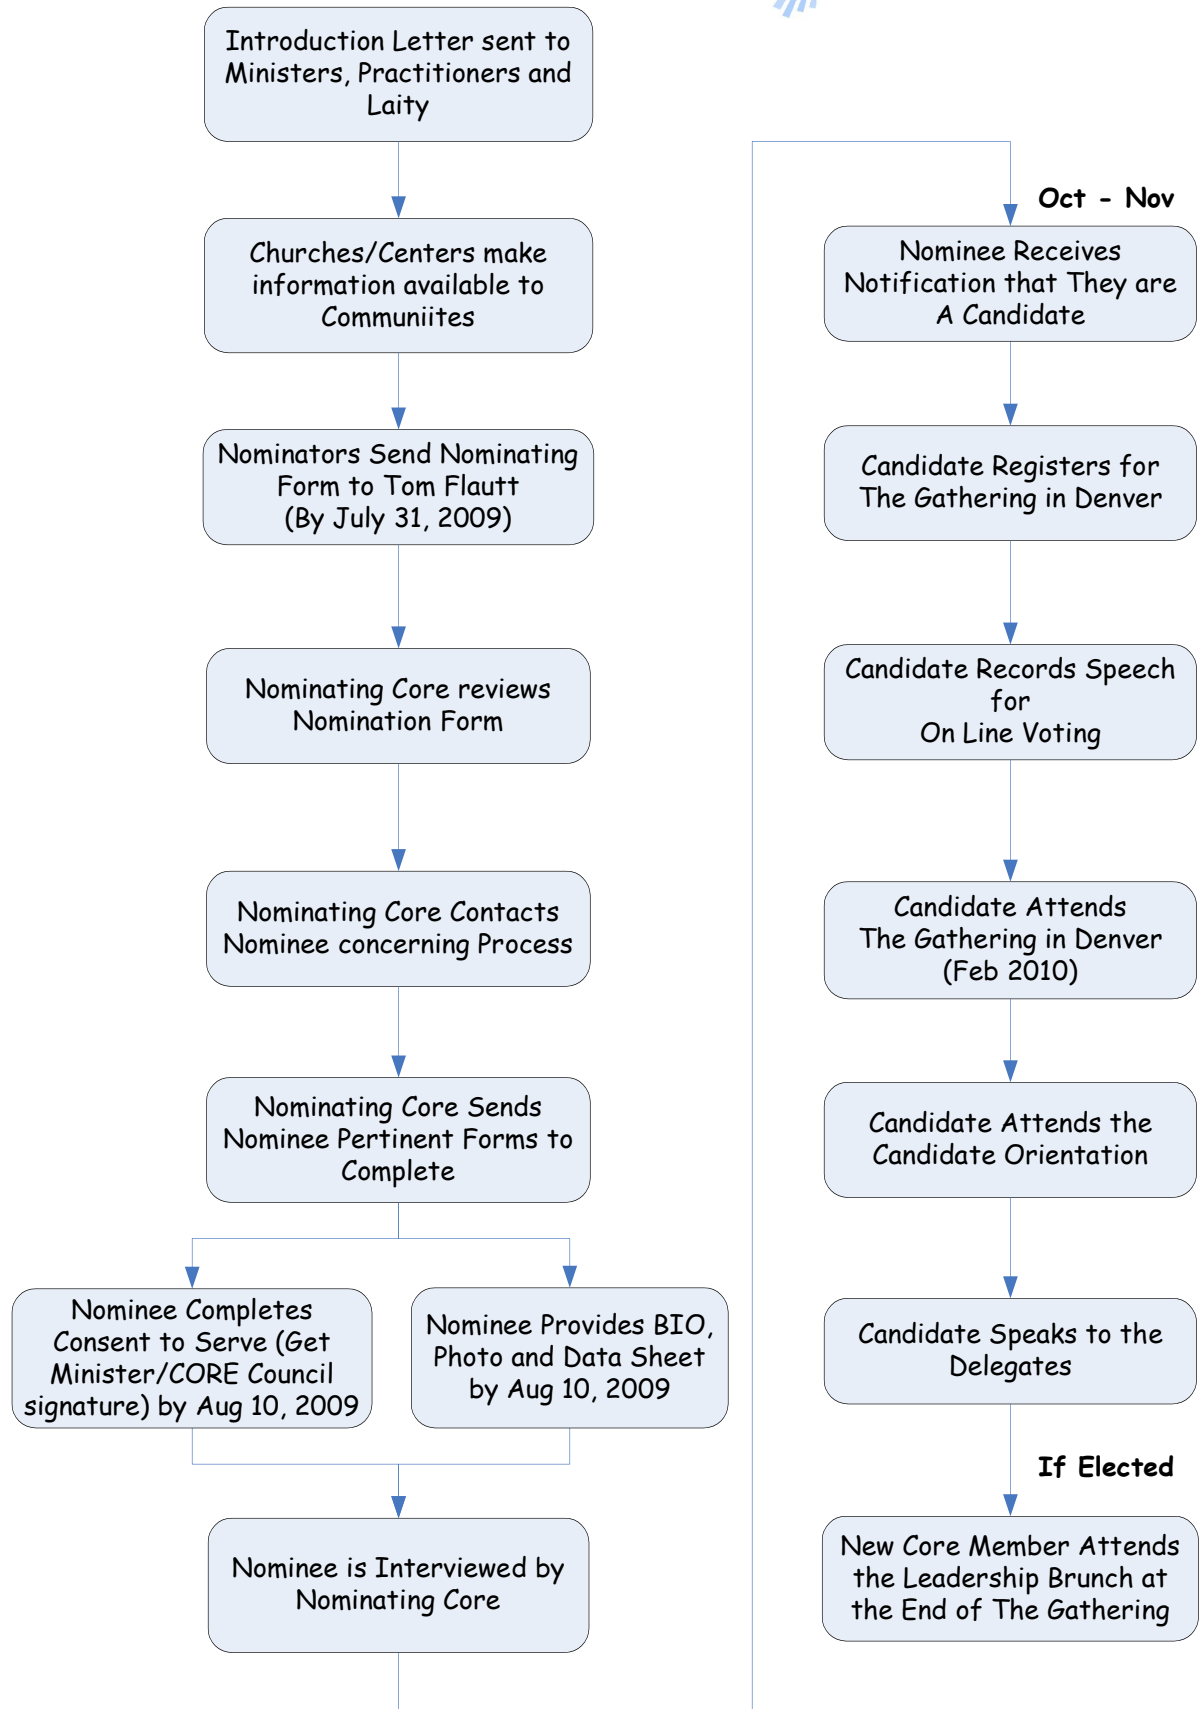 Introduction Letter sent to
Ministers, Practitioners and
Laity
Churches/Centers make
information available to
Communiites
Nominators Send Nominating
Form to Tom Flautt
(By July 31, 2009)
Nominating Core reviews
Nomination Form
Nominating Core Contacts
Nominee concerning Process
Nominating Core Sends
Nominee Pertinent Forms to
Complete
Nominee Completes
Consent to Serve (Get
Minister/CORE Council
signature) by Aug 10, 2009
Nominee Provides BIO,
Photo and Data Sheet
by Aug 10, 2009
Nominee is Interviewed by
Nominating Core
Oct - Nov
Nominee Receives
Notification that They are
A Candidate
Candidate Registers for
The Gathering in Denver
Candidate Records Speech
for
On Line Voting
Candidate Attends
The Gathering in Denver
(Feb 2010)
Candidate Attends the
Candidate Orientation
Candidate Speaks to the
Delegates
If Elected
New Core Member Attends
the Leadership Brunch at
the End of The Gathering